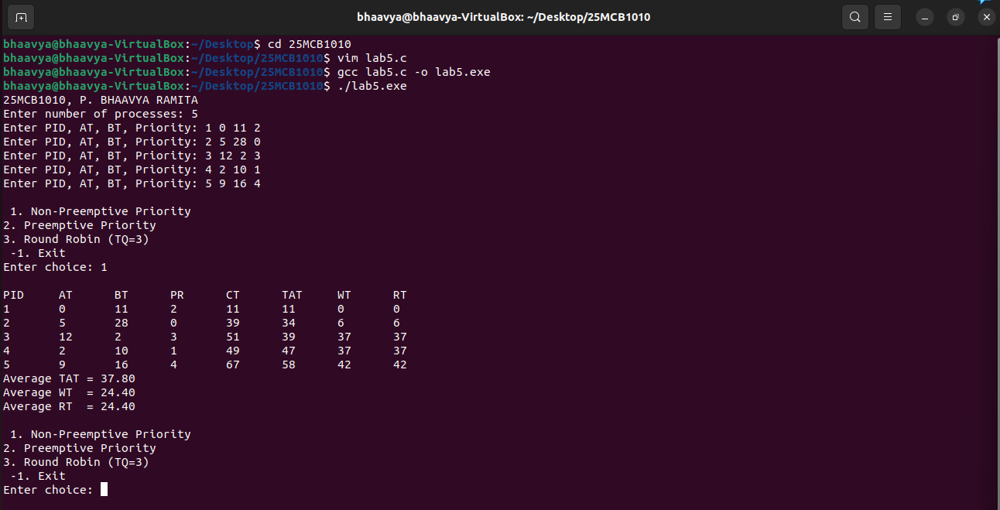 bhaavya@bhaavya-VirtualBox: ~/Desktop/25MCB1010
bhaavya@bhaavya-VirtualBox:~/Desktop$ cd 25MCB1010
bhaavya@bhaavya-VirtualBox:~/Desktop/25MCB1010$ vim lab5.c
bhaavya@bhaavya-VirtualBox:~/Desktop/25MCB1010$ gcc lab5.c -o lab5.exe
bhaavya@bhaavya-VirtualBox:~/Desktop/25MCB1010$ ./lab5.exe
25MCB1010, P. BHAAVYA RAMITA
Enter number of processes: 5
Enter PID, AT, BT, Priority: 1 0 11 2
Enter PID, AT, BT, Priority: 2 5 28 0
Enter PID, AT, BT, Priority: 3 12 2 3
Enter PID, AT, BT, Priority: 4 2 10 1
Enter PID, AT, BT, Priority: 5 9 16 4
 1. Non-Preemptive Priority
2. Preemptive Priority
3. Round Robin (TQ=3)
 -1. Exit
Enter choice: 1
PID     AT      BT      PR      CT      TAT     WT      RT
1       0       11      2       11      11      0       0
2       5       28      0       39      34      6       6
3       12      2       3       51      39      37      37
4       2       10      1       49      47      37      37
5       9       16      4       67      58      42      42
Average TAT = 37.80
Average WT  = 24.40
Average RT  = 24.40
 1. Non-Preemptive Priority
2. Preemptive Priority
3. Round Robin (TQ=3)
 -1. Exit
Enter choice: